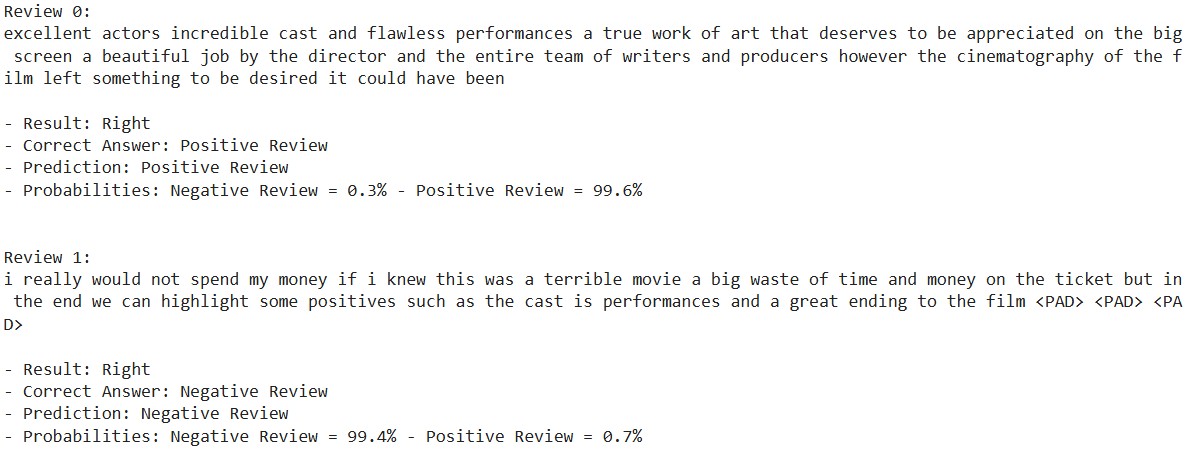 Review 0:
excellent actors incredible cast and flawless performances a true work of art that deserves to be appreciated on the big
 screen a beautiful job by the director and the entire team of writers and producers however the cinematography of the f
ilm left something to be desired it could have been
- Result: Right
- Correct Answer: Positive Review
- Prediction: Positive Review
- Probabilities: Negative Review = 0.3% - Positive Review = 99.6%
Review 1:
i really would not spend my money if i knew this was a terrible movie a big waste of time and money on the ticket but in
 the end we can highlight some positives such as the cast is performances and a great ending to the film <PAD> <PAD> <PA
D>
- Result: Right
- Correct Answer: Negative Review
- Prediction: Negative Review
- Probabilities: Negative Review = 99.4% - Positive Review = 0.7%